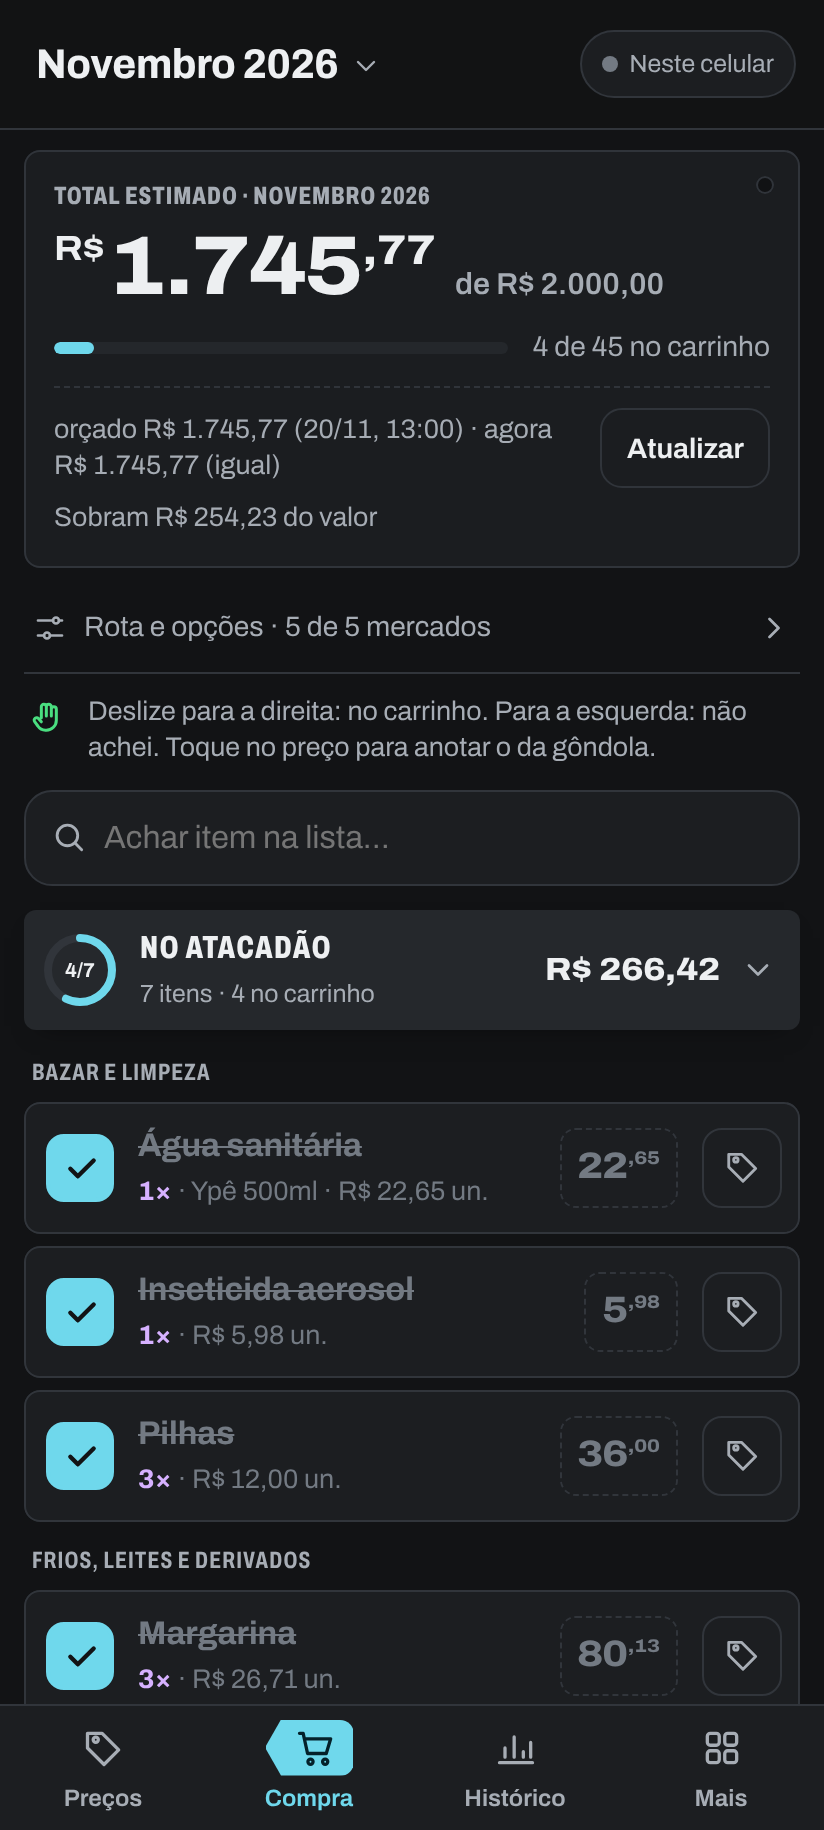 Novembro 2026
Neste celular
TOTAL ESTIMADO · NOVEMBRO 2026
R$ 1.745,77 de R$ 2.000,00
4 de 45 no carrinho
orçado R$ 1.745,77 (20/11, 13:00) · agora
R$ 1.745,77 (igual)
Atualizar
Sobram R$ 254,23 do valor
Rota e opções · 5 de 5 mercados
Deslize para a direita: no carrinho. Para a esquerda: não
achei. Toque no preço para anotar o da gôndola.
Achar item na lista...
4/7
NO ATACADÃO
7 itens · 4 no carrinho
R$ 266,42
BAZAR E LIMPEZA
Água sanitária
1× · Ypê 500ml · R$ 22,65 un.
22,65
Inseticida aerosol
1× · R$ 5,98 un.
5,98
Pilhas
3× · R$ 12,00 un.
36,00
FRIOS, LEITES E DERIVADOS
Margarina
3× · R$ 26,71 un.
80,13
Preços
Compra
Histórico
Mais